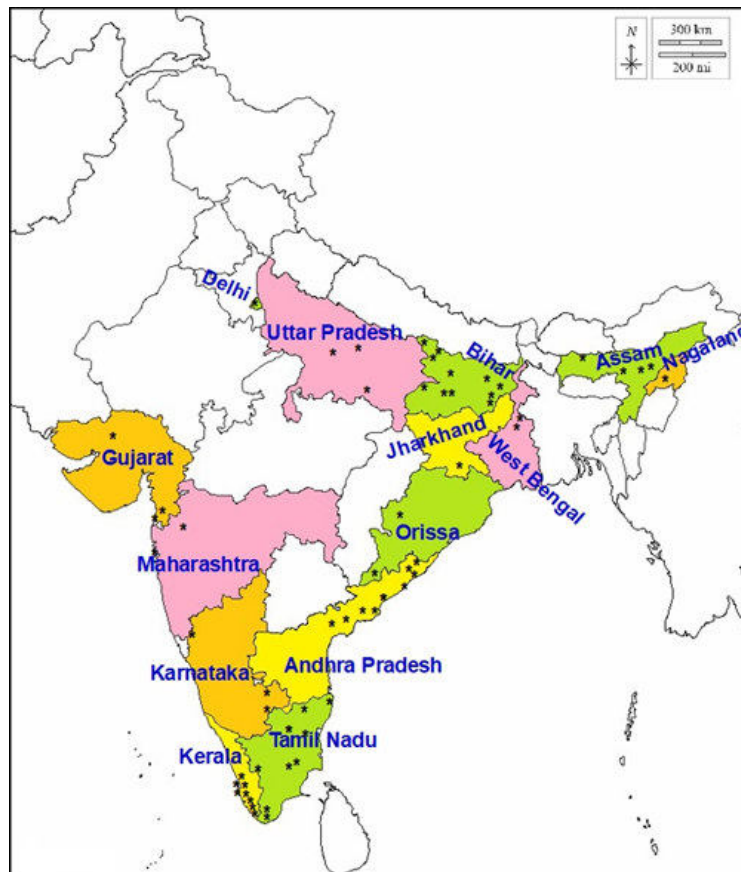 N
300 km
200 mi
Delhi
Uttar Pradesh
Bihar
Assam
Nagaland
Jharkhand
Gujarat
West Bengal
Orissa
Maharashtra
Andhra Pradesh
Karnataka
Tamil Nadu
Kerala